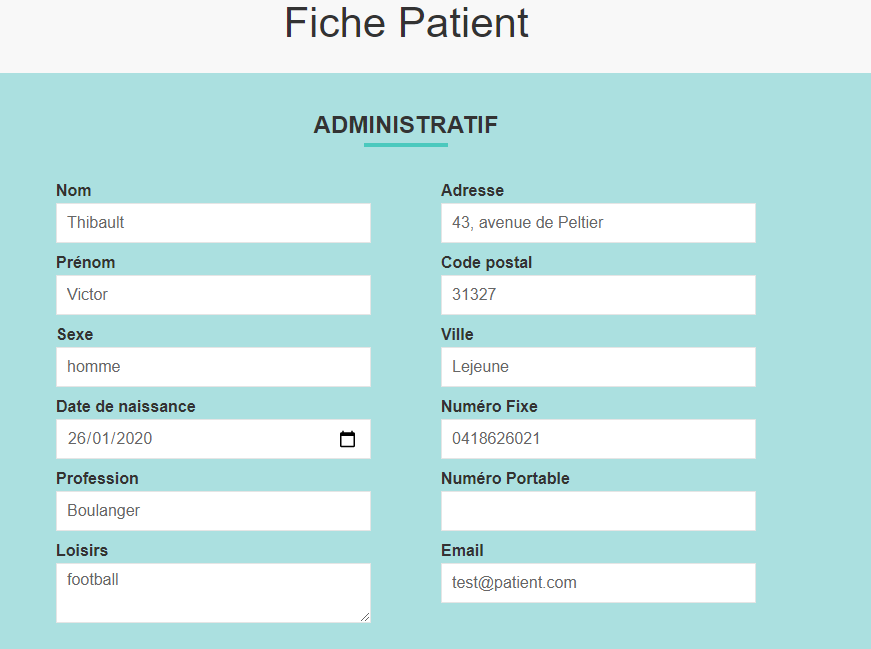 Fiche Patient
ADMINISTRATIF
Nom
Thibault
Prénom
Victor
Sexe
homme
Date de naissance
26/01/2020
Profession
Boulanger
Loisirs
football
Adresse
43, avenue de Peltier
Code postal
31327
Ville
Lejeune
Numéro Fixe
0418626021
Numéro Portable
Email
test@patient.com